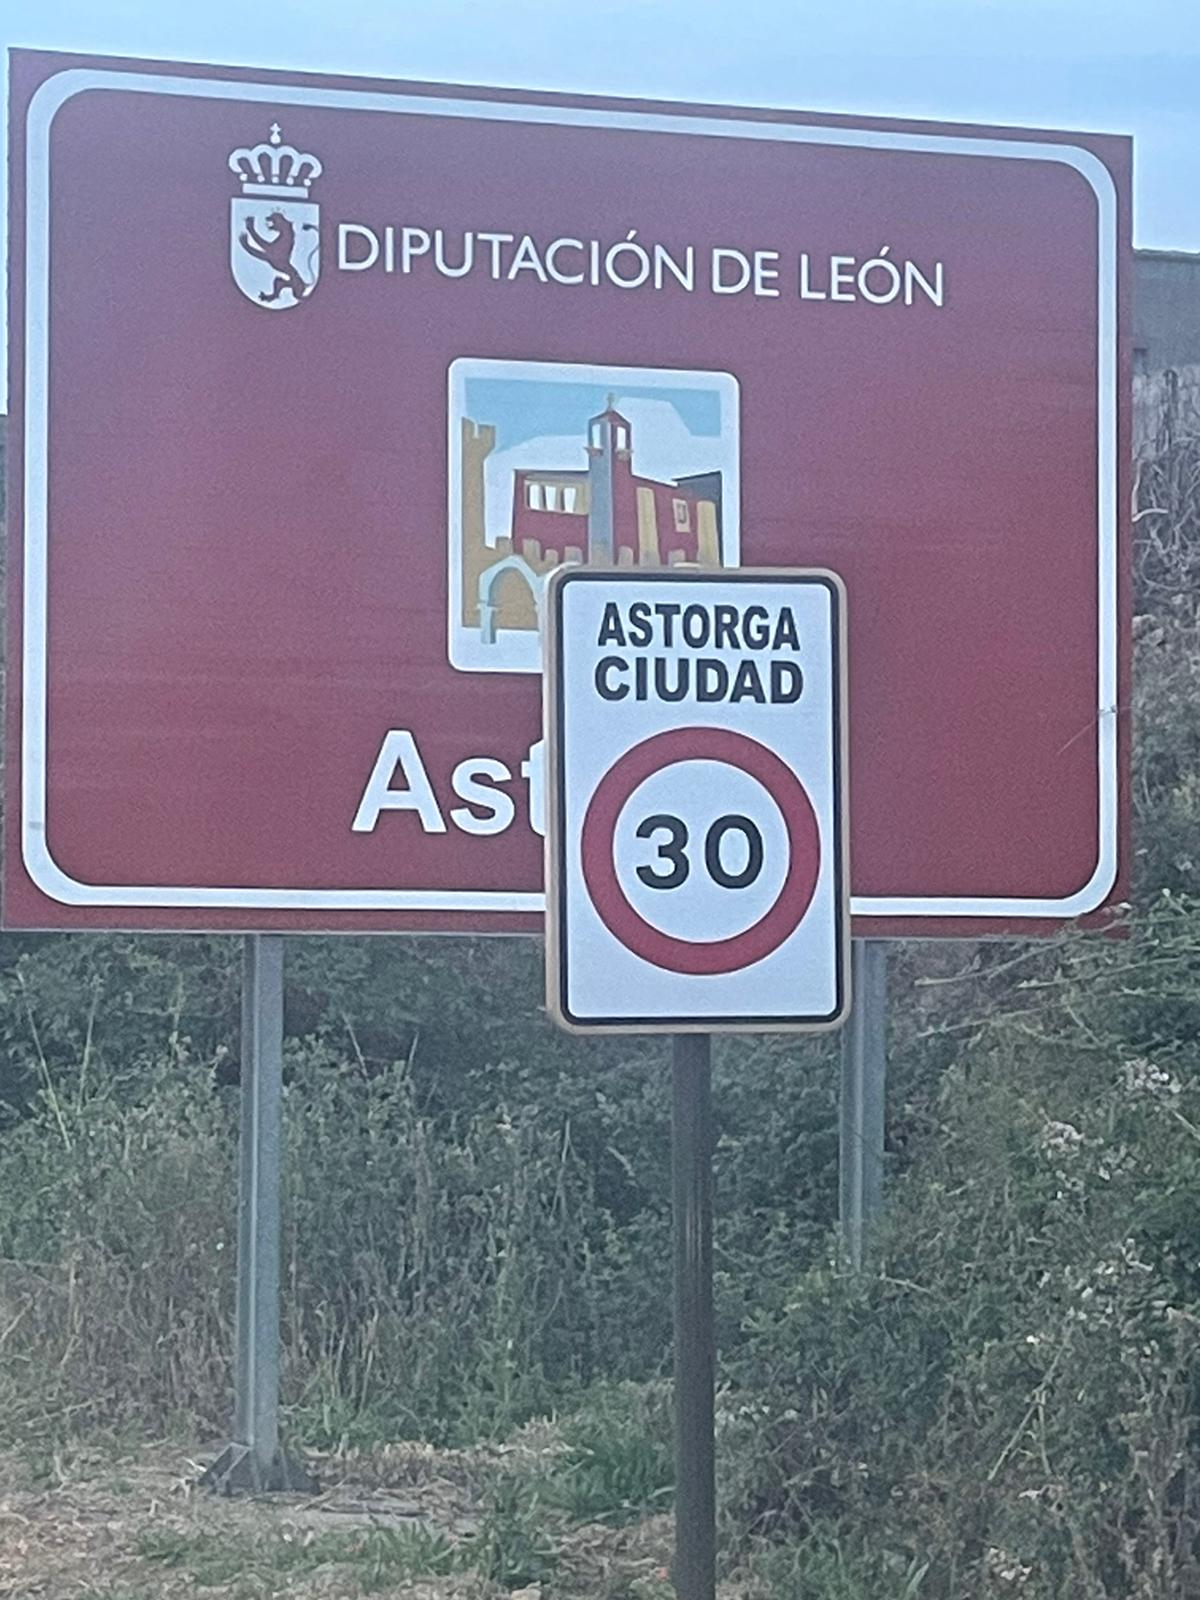 DIPUTACIÓN DE LEÓN
ASTORGA
CIUDAD
Ast
30